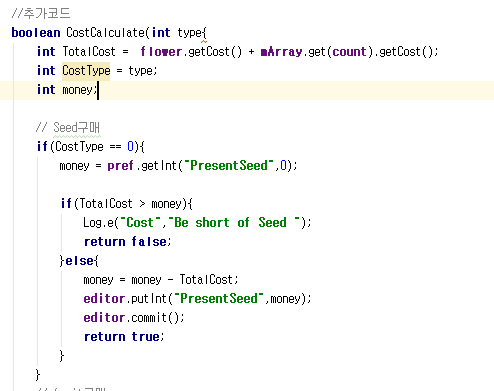 //추가코드
boolean CostCalculate(int type{
int TotalCost =  flower.getCost() + mArray.get(count).getCost();
int CostType = type;
int money;
// Seed구매
if(CostType == 0){
money = pref.getInt("PresentSeed",0);
if(TotalCost > money){
Log.e("Cost","Be short of Seed ");
return false;
}else{
money = money - TotalCost;
editor.putInt("PresentSeed",money);
editor.commit();
return true;
}
}